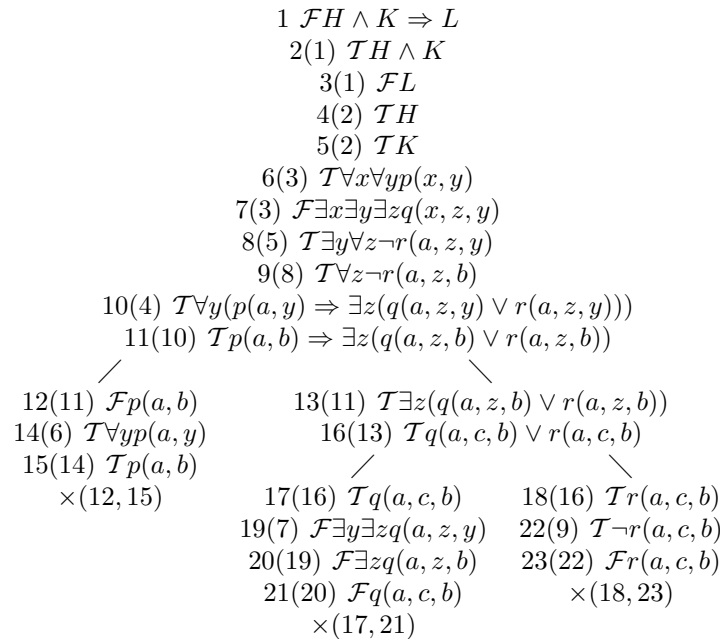 1 ℱH ∧ K ⇒ L
2(1) 𝒯H ∧ K
3(1) ℱL
4(2) 𝒯H
5(2) 𝒯K
6(3) 𝒯∀x∀yp(x, y)
7(3) ℱ∃x∃y∃zq(x, z, y)
8(5) 𝒯∃y∀z¬r(a, z, y)
9(8) 𝒯∀z¬r(a, z, b)
10(4) 𝒯∀y(p(a, y) ⇒ ∃z(q(a, z, y) ∨ r(a, z, y)))
11(10) 𝒯p(a, b) ⇒ ∃z(q(a, z, b) ∨ r(a, z, b))
12(11) ℱp(a, b)
14(6) 𝒯∀yp(a, y)
15(14) 𝒯p(a, b)
×(12, 15)
13(11) 𝒯∃z(q(a, z, b) ∨ r(a, z, b))
16(13) 𝒯q(a, c, b) ∨ r(a, c, b)
17(16) 𝒯q(a, c, b)
19(7) ℱ∃y∃zq(a, z, y)
20(19) ℱ∃zq(a, z, b)
21(20) ℱq(a, c, b)
×(17, 21)
18(16) 𝒯r(a, c, b)
22(9) 𝒯¬r(a, c, b)
23(22) ℱr(a, c, b)
×(18, 23)